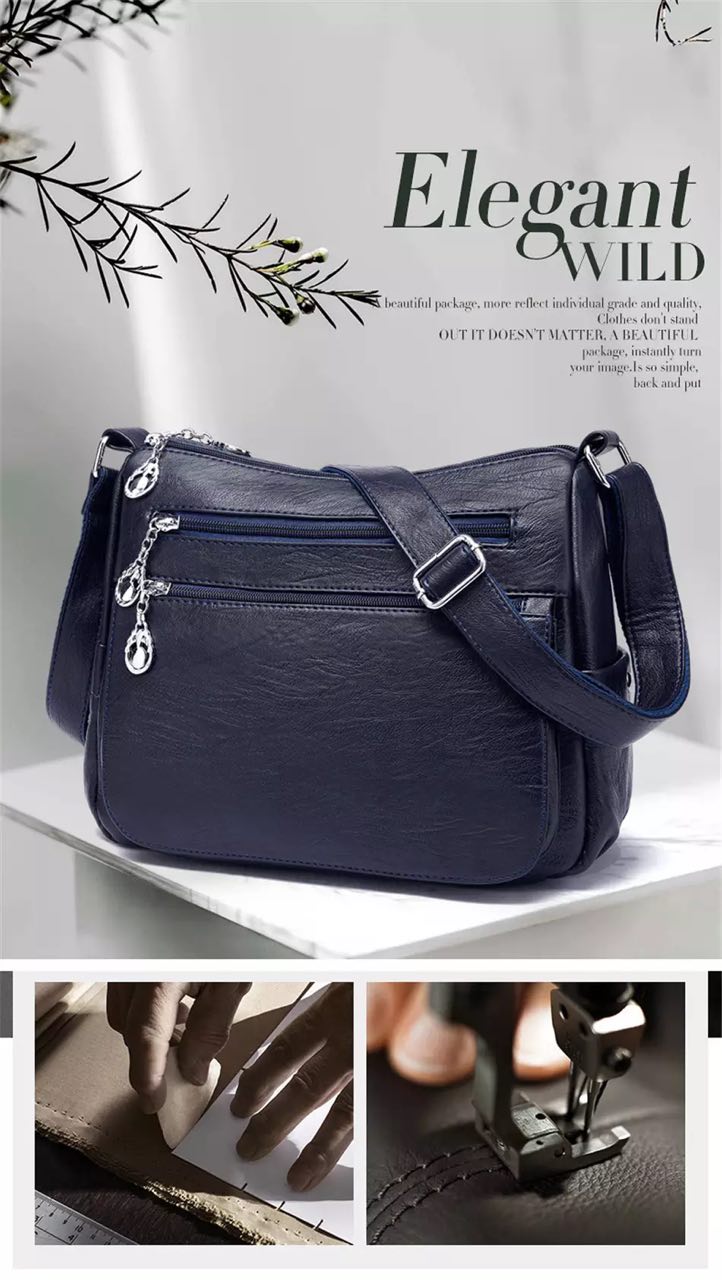 Elegant
WILD
A beautiful package, more reflect individual grade and quality,
Clothes don't stand
OUT IT DOESN'T MATTER, A BEAUTIFUL
package, instantly turn
your image.Is so simple,
back and put